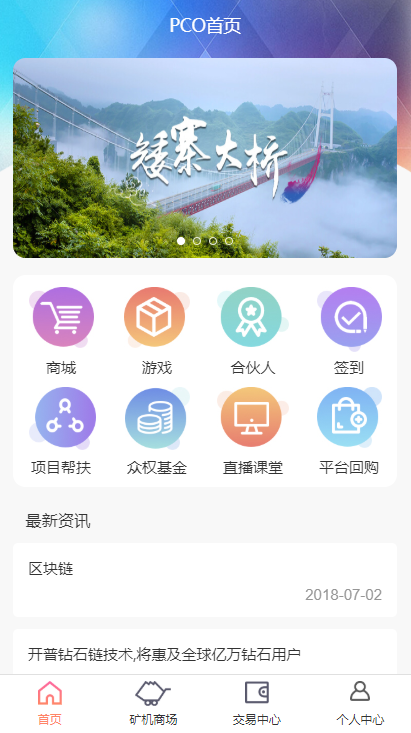 PCO首页
矮寨大桥
商城
游戏
合伙人
签到
项目帮扶
众权基金
直播课堂
平台回购
最新资讯
区块链
2018-07-02
开普钻石链技术,将惠及全球亿万钻石用户
首页
矿机商场
交易中心
个人中心